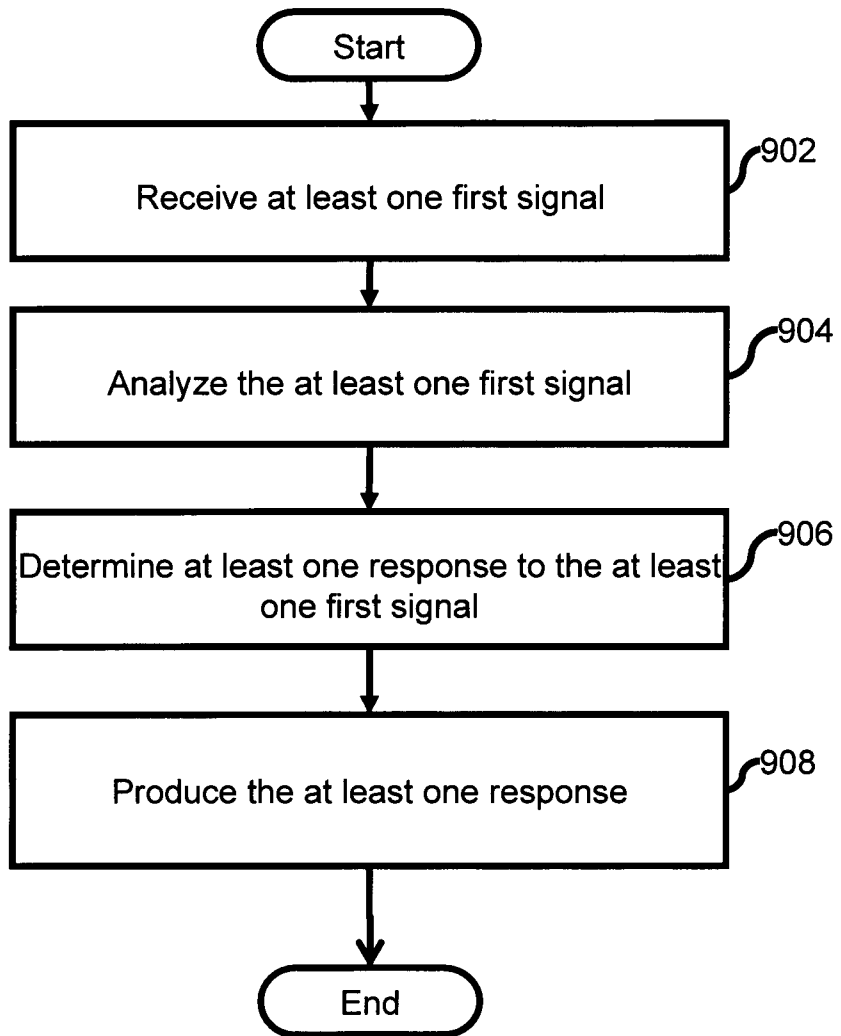 Start
Receive at least one first signal
902
Analyze the at least one first signal
904
Determine at least one response to the at least
one first signal
906
Produce the at least one response
908
End